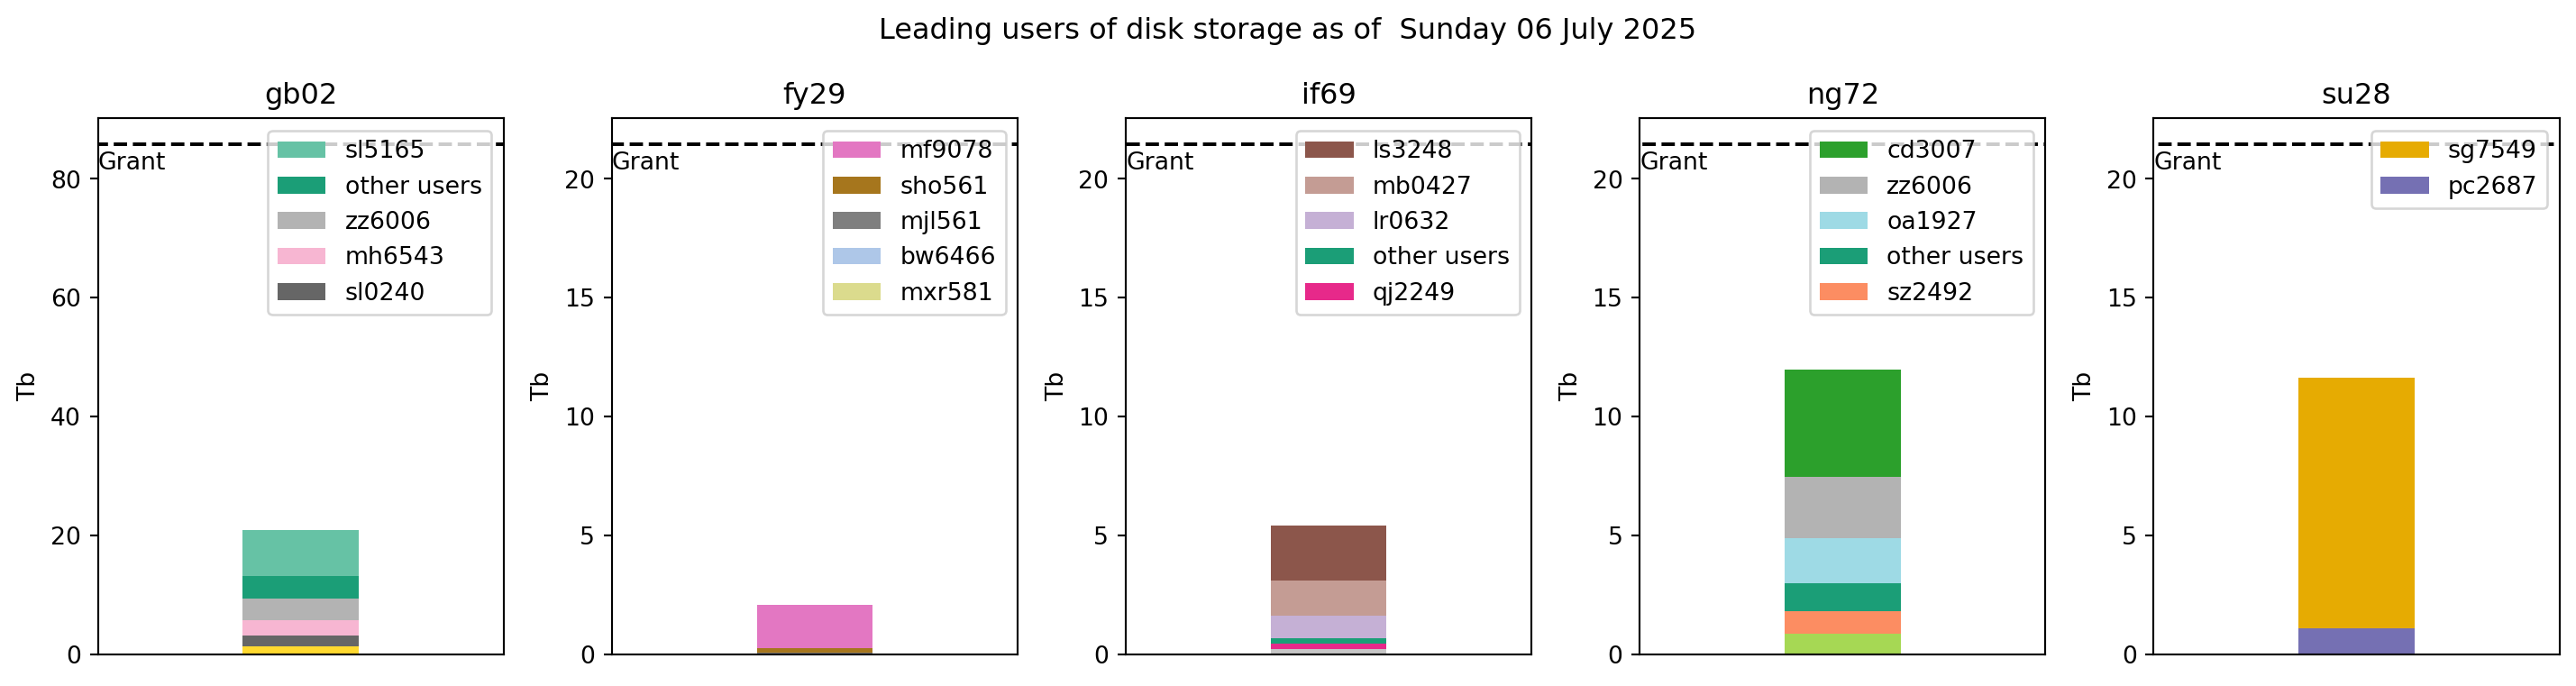 Leading users of disk storage as of  Sunday 06 July 2025
gb02
Grant
sl5165
other users
zz6006
mh6543
sl0240
80
60
40
20
0
Tb
fy29
Grant
mf9078
sho561
mjl561
bw6466
mxr581
20
15
10
5
0
Tb
if69
Grant
ls3248
mb0427
lr0632
other users
qj2249
20
15
10
5
0
Tb
ng72
Grant
cd3007
zz6006
oa1927
other users
sz2492
20
15
10
5
0
Tb
su28
Grant
sg7549
pc2687
20
15
10
5
0
Tb